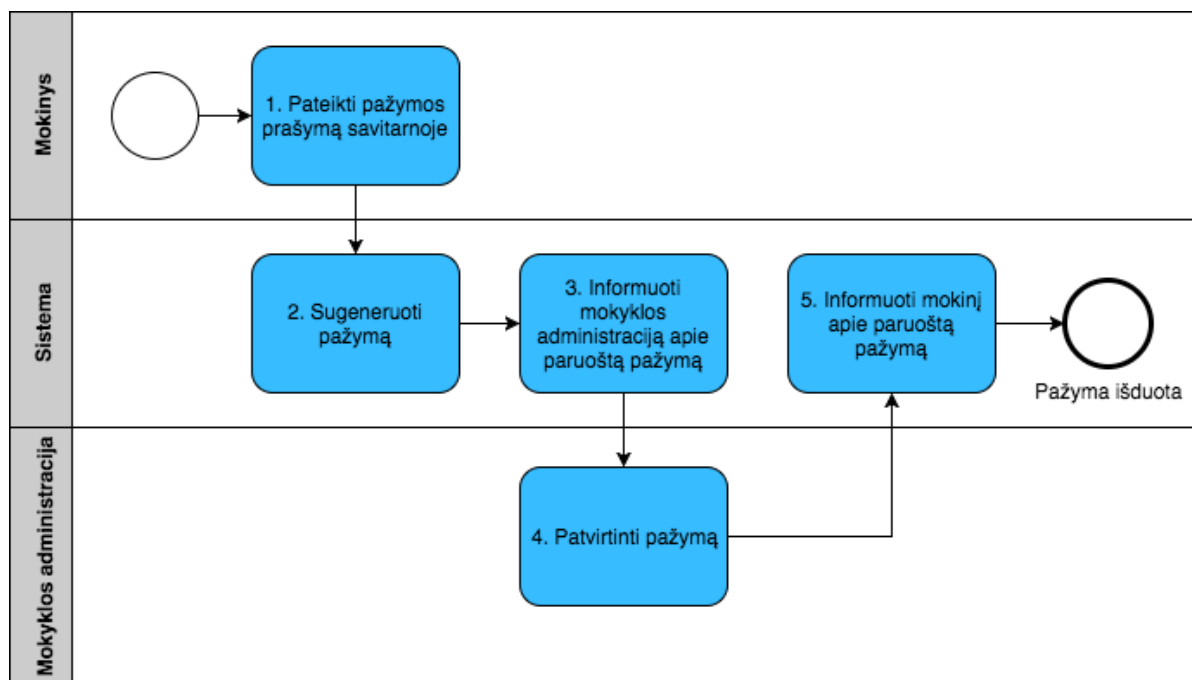 Mokinys
1. Pateikti pažymos
prašymą savitarnoje
Sistema
2. Sugeneruoti
pažymą
3. Informuoti
mokyklos
administraciją apie
paruoštą pažymą
5. Informuoti mokinį
apie paruoštą
pažymą
Pažyma išduota
Mokyklos administracija
4. Patvirtinti pažymą